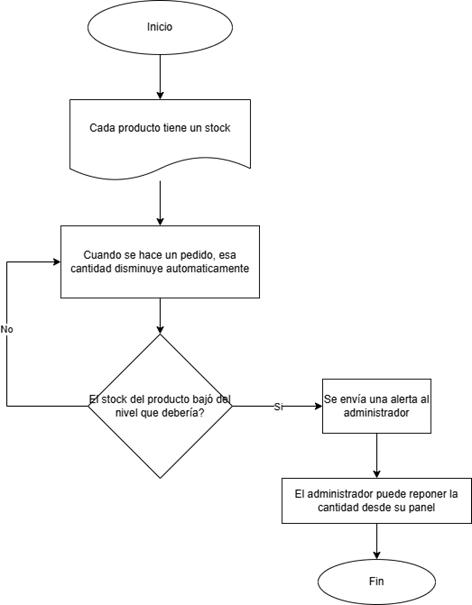 Inicio
Cada producto tiene un stock
Cuando se hace un pedido, esa
cantidad disminuye automaticamente
No
El stock del producto bajó del
nivel que debería?
Si
Se envía una alerta al
administrador
El administrador puede reponer la
cantidad desde su panel
Fin